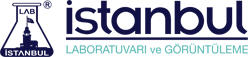 LAB
İSTANBUL
®
istanbul
LABORATUVARI ve GÖRÜNTÜLEME